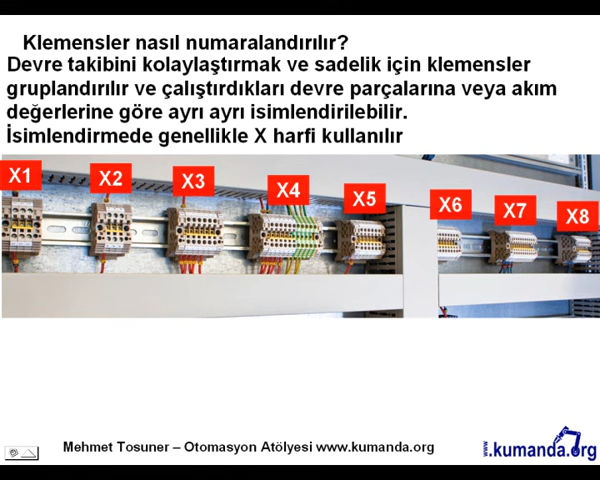 Klemensler nasıl numaralandırılır?
Devre takibini kolaylaştırmak ve sadelik için klemensler
gruplandırılır ve çalıştırdıkları devre parçalarına veya akım
değerlerine göre ayrı ayrı isimlendirilebilir.
İsimlendirmede genellikle X harfi kullanılır
X1 X2 X3 X4 X5 X6 X7 X8
Mehmet Tosuner – Otomasyon Atölyesi www.kumanda.org
www.kumanda.org